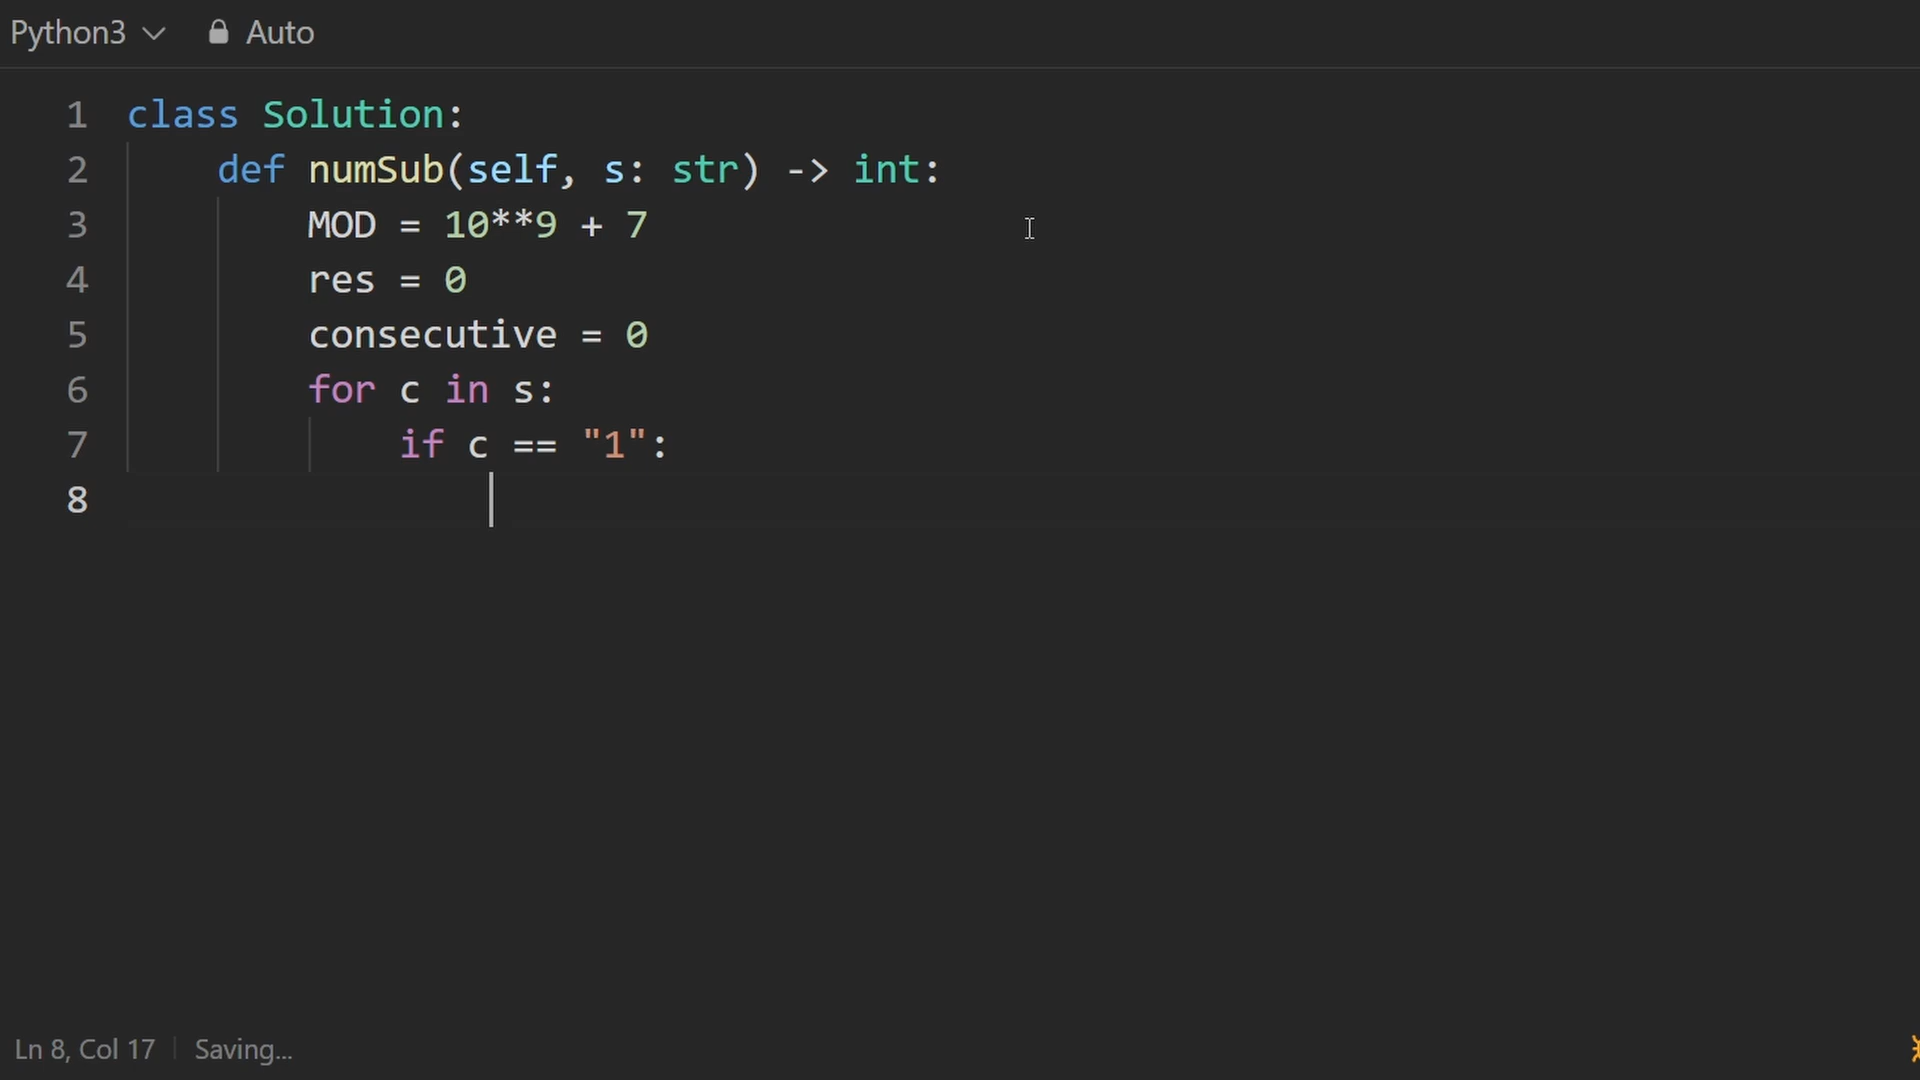 Python3 Auto
1 class Solution:
2     def numSub(self, s: str) -> int:
3         MOD = 10**9 + 7
4         res = 0
5         consecutive = 0
6         for c in s:
7             if c == "1":
8
Ln 8, Col 17 Saving...